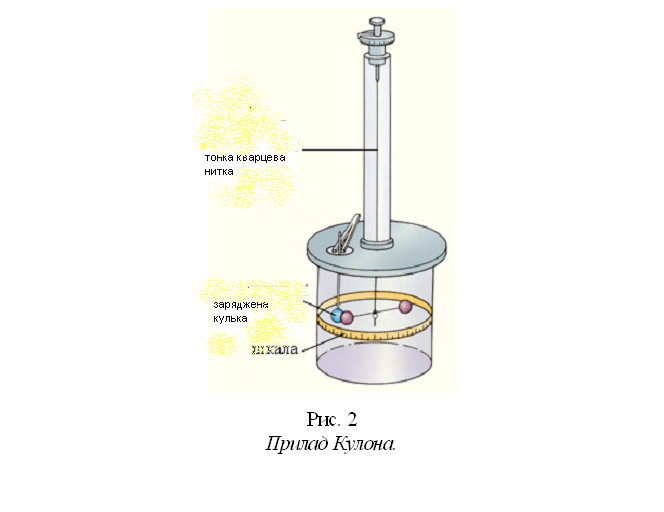 тонка кварцева
нитка
заряджена
кулька
шкала
Рис. 2
Прилад Кулона.